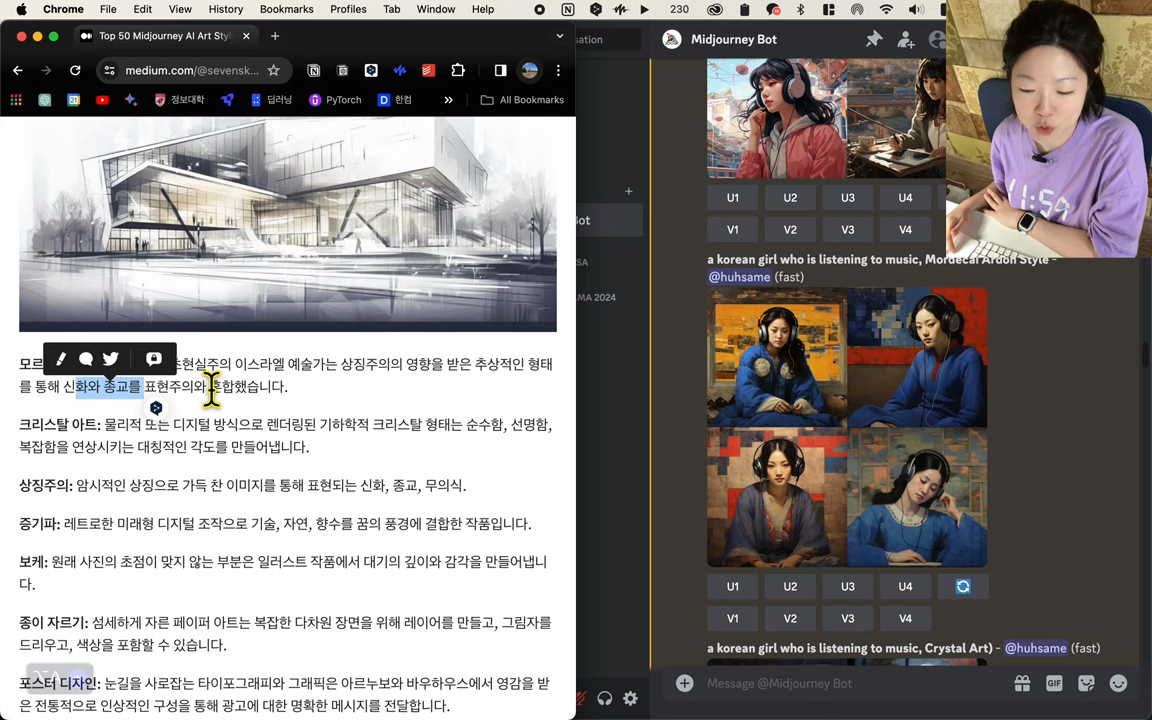 Chrome File Edit View History Bookmarks Profiles Tab Window Help 230
Top 50 Midjourney AI Art Styl
medium.com/@sevensk...
정보대학 딥러닝 PyTorch 한컴 » All Bookmarks
초현실주의 이스라엘 예술가는 상징주의의 영향을 받은 추상적인 형태
를 통해 신화와 종교를 표현주의와 혼합했습니다.
크리스탈 아트: 물리적 또는 디지털 방식으로 렌더링된 기하학적 크리스탈 형태는 순수함, 선명함,
복잡함을 연상시키는 대칭적인 각도를 만들어냅니다.
상징주의: 암시적인 상징으로 가득 찬 이미지를 통해 표현되는 신화, 종교, 무의식.
증기파: 레트로한 미래형 디지털 조작으로 기술, 자연, 향수를 꿈의 풍경에 결합한 작품입니다.
보케: 원래 사진의 초점이 맞지 않는 부분은 일러스트 작품에서 대기의 깊이와 감각을 만들어냅니
다.
종이 자르기: 섬세하게 자른 페이퍼 아트는 복잡한 다차원 장면을 위해 레이어를 만들고, 그림자를
드리우고, 색상을 포함할 수 있습니다.
포스터 디자인: 눈길을 사로잡는 타이포그래피와 그래픽은 아르누보와 바우하우스에서 영감을 받
은 전통적으로 인상적인 구성을 통해 광고에 대한 명확한 메시지를 전달합니다.
sation
ot
SA
MA 2024
Midjourney Bot
U1 U2 U3 U4
V1 V2 V3 V4
a korean girl who is listening to music, Mordecai Ardon Style -
@huhsame (fast)
U1 U2 U3 U4
V1 V2 V3 V4
a korean girl who is listening to music, Crystal Art) - @huhsame (fast)
Message @Midjourney Bot
GIF
11:59